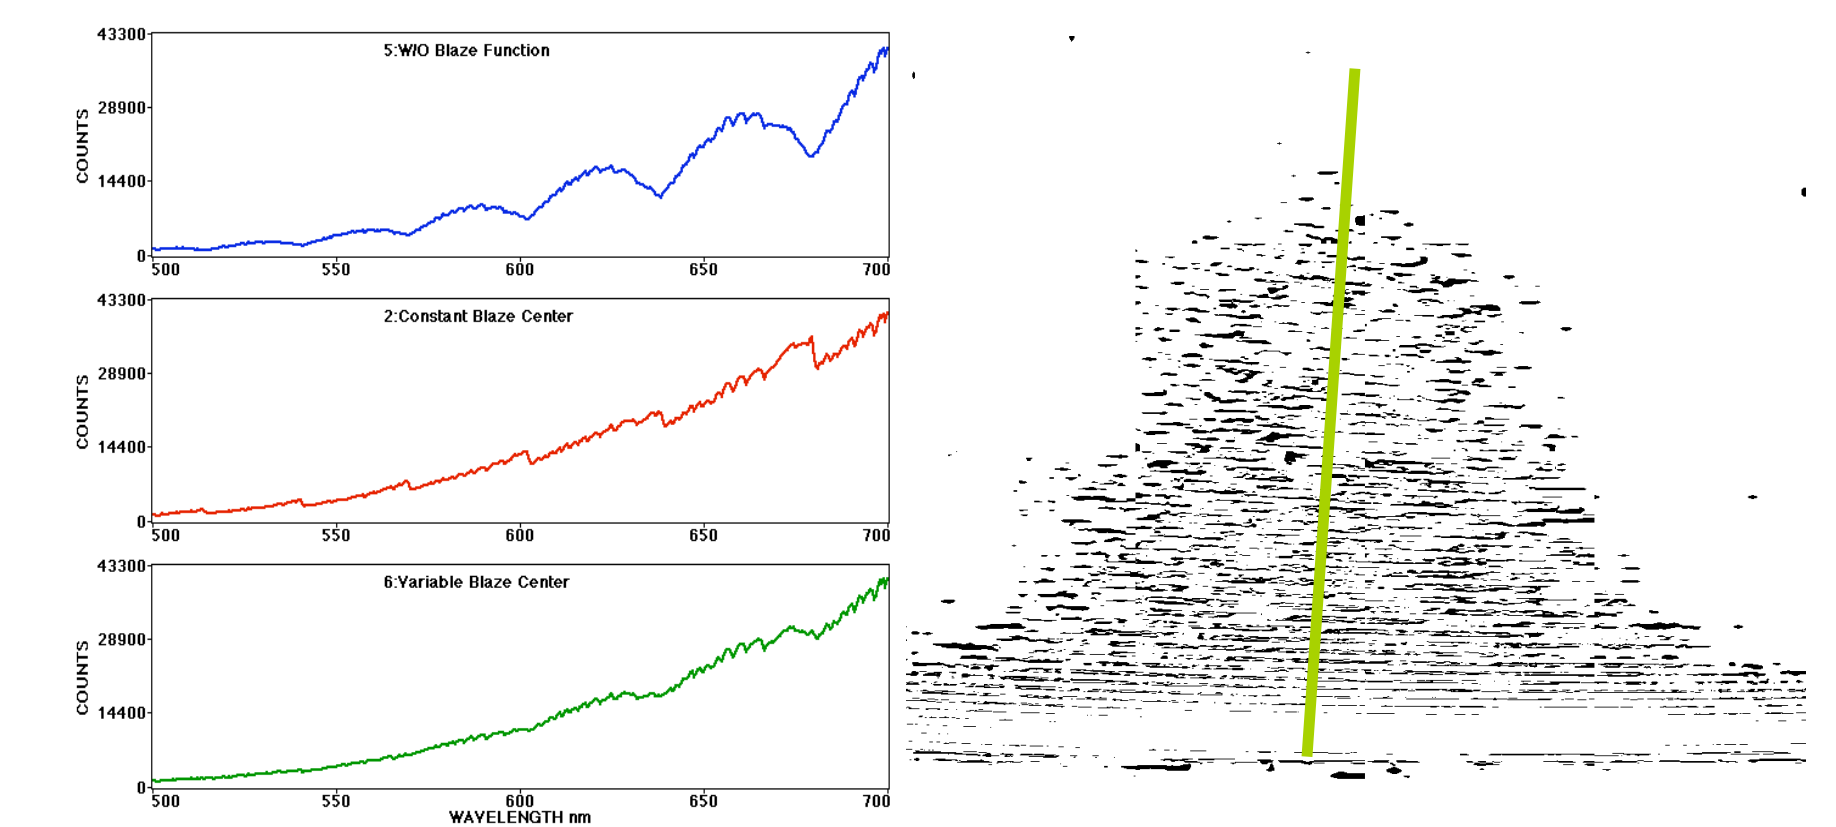 43300
5:W/O Blaze Function
28900
COUNTS
14400
0
500 550 600 650 700
43300
2:Constant Blaze Center
28900
COUNTS
14400
0
500 550 600 650 700
43300
6:Variable Blaze Center
28900
COUNTS
14400
0
500 550 600 650 700
WAVELENGTH nm